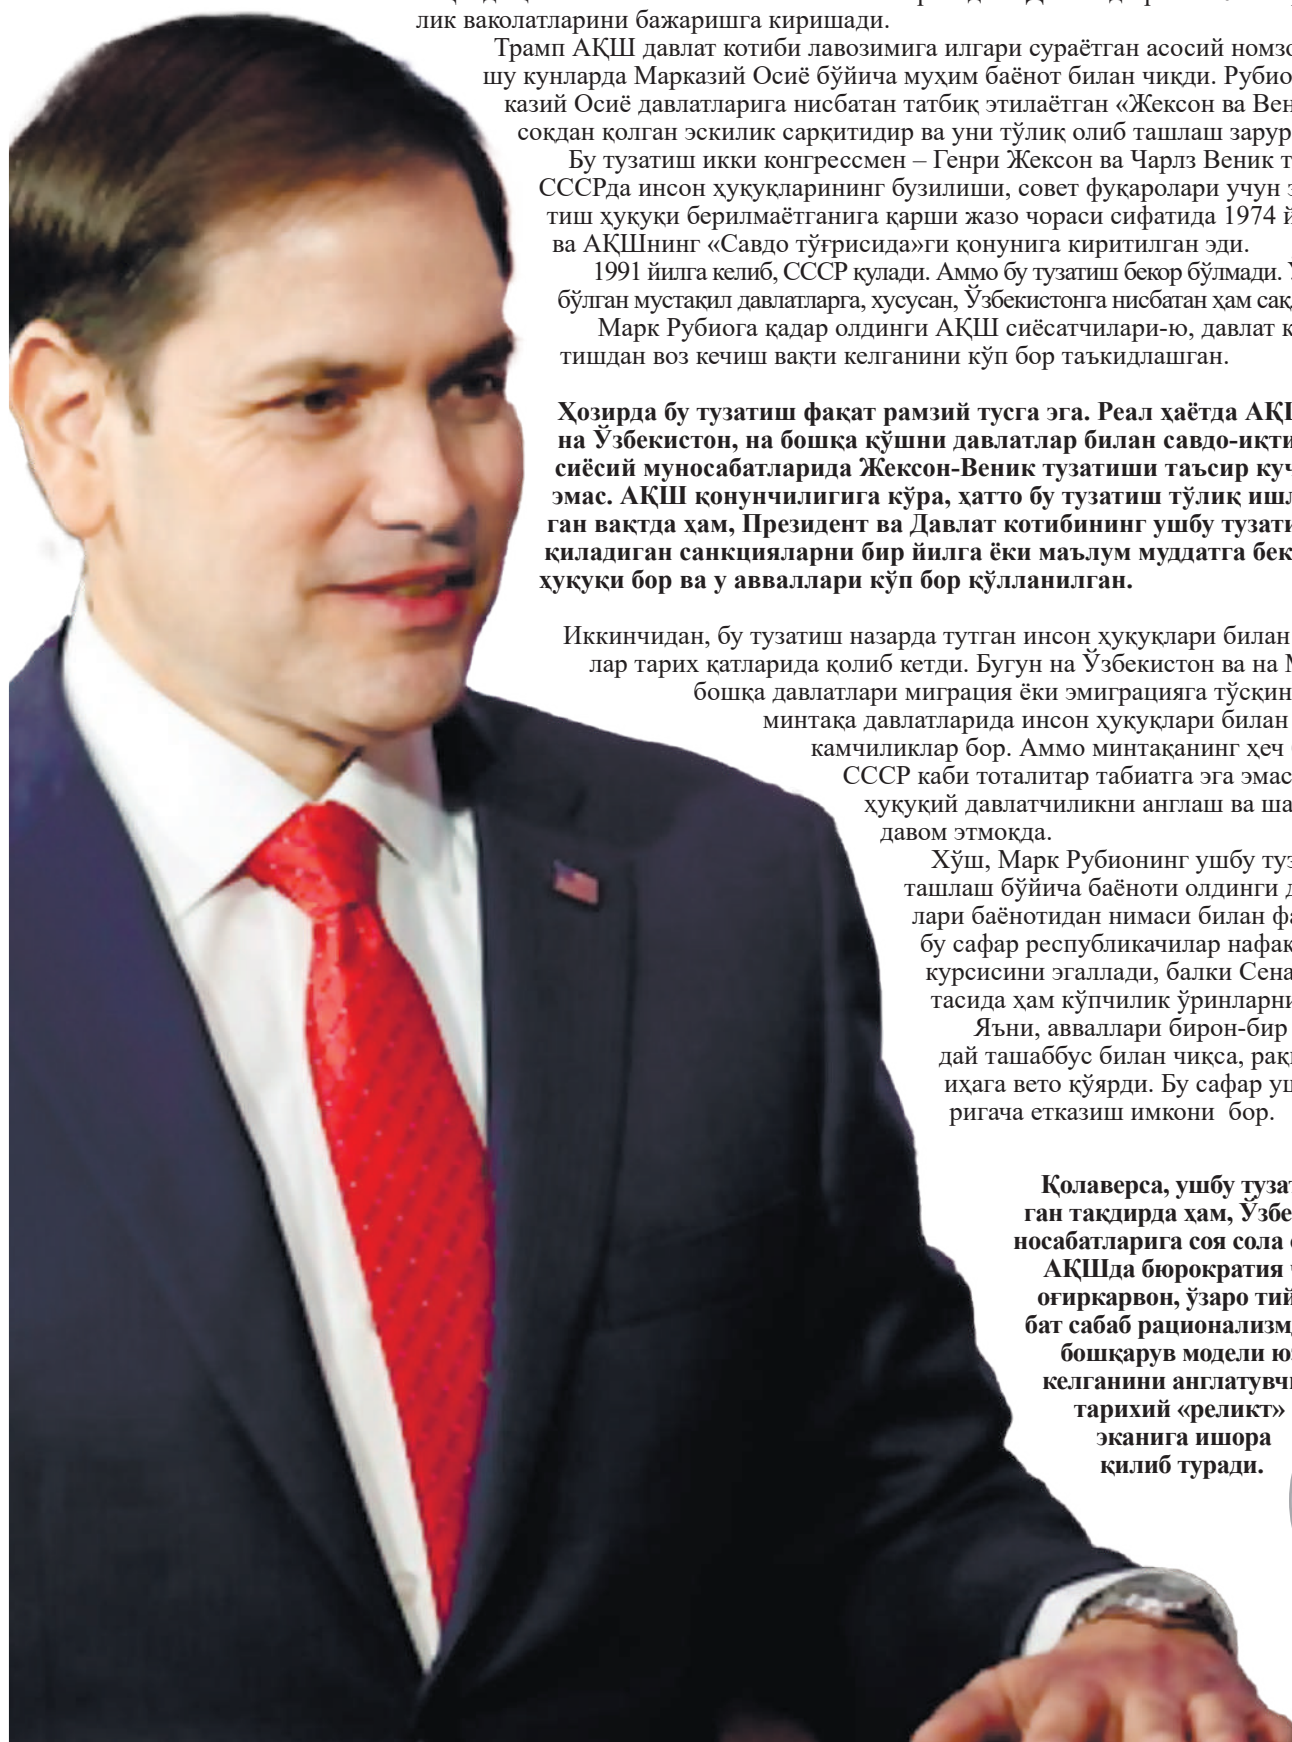 лик ваколатларини бажаришга киришади.
Трамп АҚШ давлат котиби лавозимига илгари сураётган асосий номзо
шу кунларда Марказий Осиё бўйича муҳим баёнот билан чиқди. Рубио
казий Осиё давлатларига нисбатан татбиқ этилаётган «Жексон ва Вен
соқдан қолган эскилик сарқитидир ва уни тўлиқ олиб ташлаш зарур
Бу тузатиш икки конгрессмен – Генри Жексон ва Чарлз Веник т
СССРда инсон ҳуқуқларининг бузилиши, совет фуқаролари учун э
тиш ҳуқуқи берилмаётганига қарши жазо чораси сифатида 1974 й
ва АҚШнинг «Савдо тўғрисида»ги қонунига киритилган эди.
1991 йилга келиб, СССР қулади. Аммо бу тузатиш бекор бўлмади.
бўлган мустақил давлатларга, хусусан, Ўзбекистонга нисбатан ҳам сақ
Марк Рубиога қадар олдинги АҚШ сиёсатчилари-ю, давлат к
тишдан воз кечиш вақти келганини кўп бор таъкидлашган.
Ҳозирда бу тузатиш фақат рамзий тусга эга. Реал ҳаётда АҚ
на Ўзбекистон, на бошқа қўшни давлатлар билан савдо-иқти
сиёсий муносабатларида Жексон-Веник тузатиши таъсир куч
эмас. АҚШ қонунчилигига кўра, ҳатто бу тузатиш тўлиқ ишл
ган вақтда ҳам, Президент ва Давлат котибининг ушбу тузати
қиладиган санкцияларни бир йилга ёки маълум муддатга бек
ҳуқуқи бор ва у авваллари кўп бор қўлланилган.
Иккинчидан, бу тузатиш назарда тутган инсон ҳуқуқлари билан
лар тарих қатларида қолиб кетди. Бугун на Ўзбекистон ва на М
бошқа давлатлари миграция ёки эмиграцияга тўсқин
минтақа давлатларида инсон ҳуқуқлари билан
камчиликлар бор. Аммо минтақанинг ҳеч
СССР каби тоталитар табиатга эга эмас
ҳуқуқий давлатчиликни англаш ва ша
давом этмоқда.
Хўш, Марк Рубионинг ушбу туз
ташлаш бўйича баёноти олдинги д
лари баёнотидан нимаси билан фа
бу сафар республикачилар нафақ
курсисини эгаллади, балки Сена
тасида ҳам кўпчилик ўринларни
Яъни, авваллари бирон-бир
дай ташаббус билан чиқса, рақи
иҳага вето қўярди. Бу сафар уш
ригача етказиш имкони бор.
Қолаверса, ушбу тузат
ган тақдирда ҳам, Ўзбе
носабатларига соя сола
АҚШда бюрократия
оғиркарвон, ўзаро тий
бат сабаб рационализм
бошқарув модели юз
келганини англатувч
тарихий «реликт»
эканига ишора
қилиб туради.